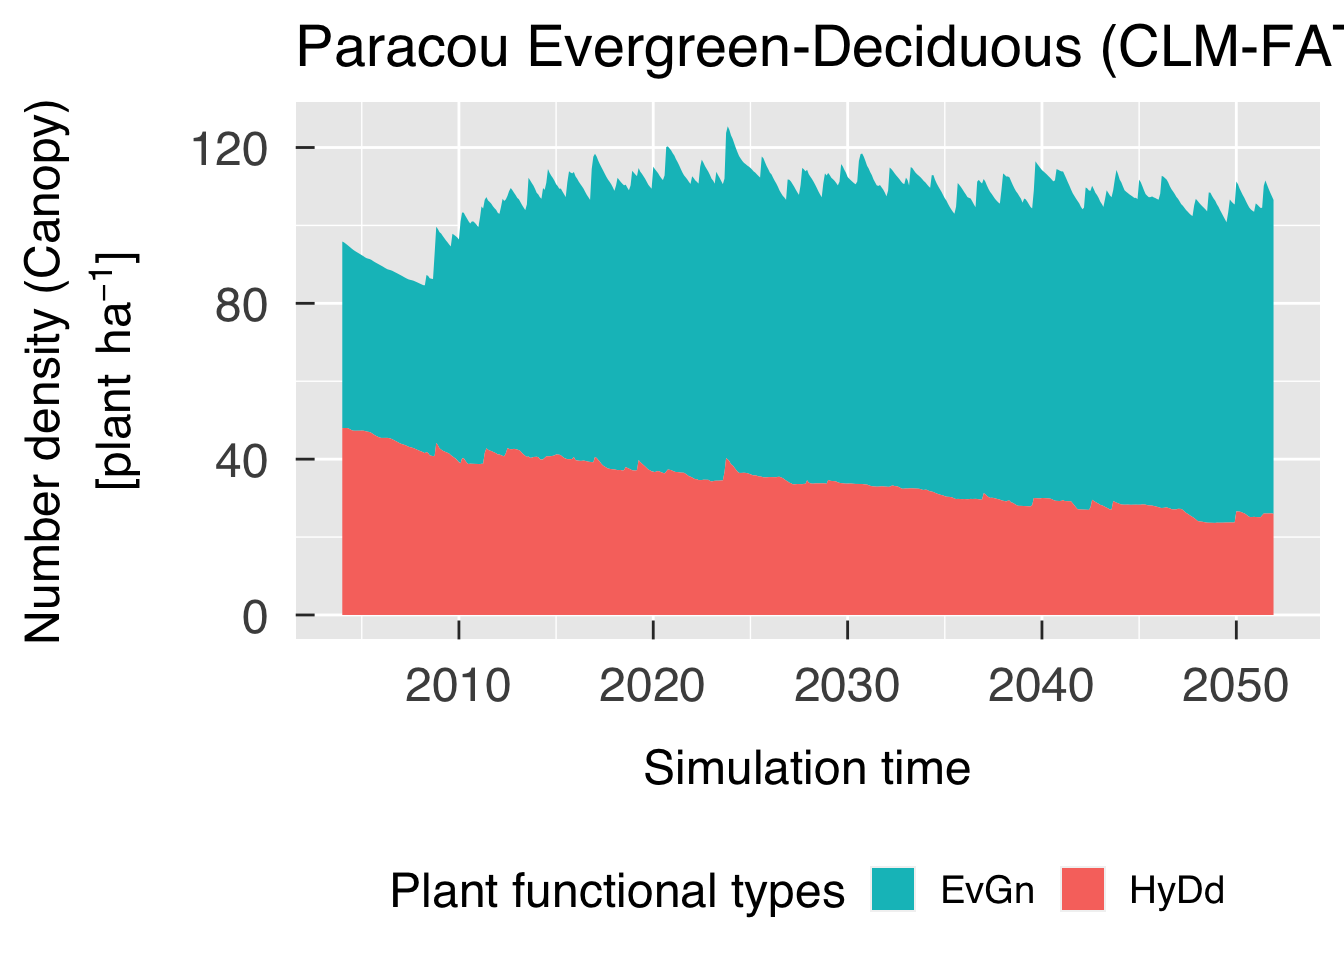 Paracou Evergreen-Deciduous (CLM-FAT
Number density (Canopy)
[plant ha⁻¹]
120
80
40
0
2010 2020 2030 2040 2050
Simulation time
Plant functional types EvGn HyDd